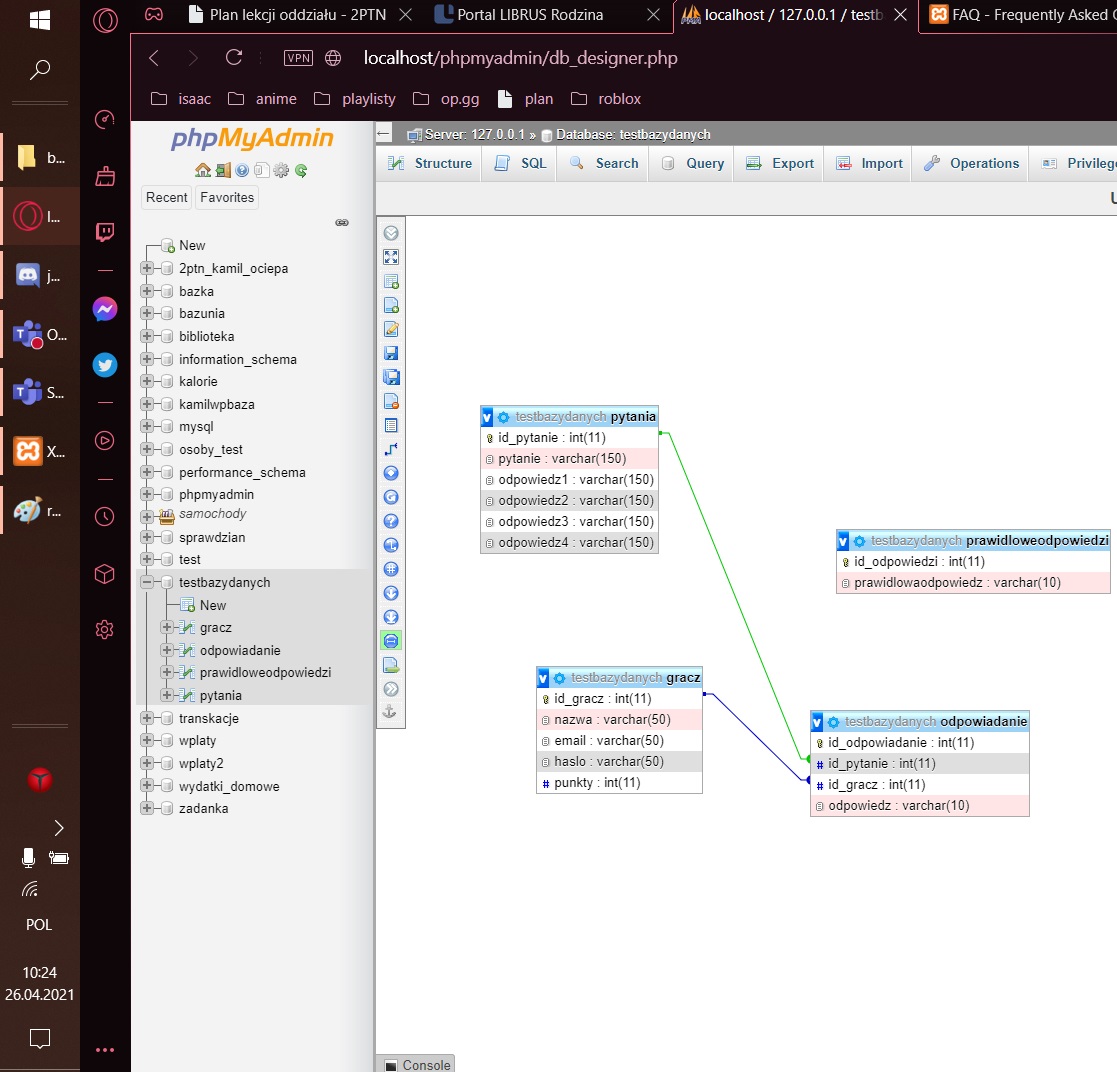 Plan lekcji oddziału - 2PTN
Portal LIBRUS Rodzina
localhost / 127.0.0.1 / testb
FAQ - Frequently Asked
VPN
localhost/phpmyadmin/db_designer.php
isaac
anime
playlisty
op.gg
plan
roblox
b...
I...
j...
O...
S...
X...
r...
POL
10:24
26.04.2021
phpMyAdmin
Recent
Favorites
New
2ptn_kamil_ociepa
bazka
bazunia
biblioteka
information_schema
kalorie
kamilwpbaza
mysql
osoby_test
performance_schema
phpmyadmin
samochody
sprawdzian
test
testbazydanych
New
gracz
odpowiadanie
prawidloweodpowiedzi
pytania
transkacje
wplaty
wplaty2
wydatki_domowe
zadanka
Server: 127.0.0.1 » Database: testbazydanych
Structure
SQL
Search
Query
Export
Import
Operations
Privileg
testbazydanych pytania
id_pytanie : int(11)
pytanie : varchar(150)
odpowiedz1 : varchar(150)
odpowiedz2 : varchar(150)
odpowiedz3 : varchar(150)
odpowiedz4 : varchar(150)
testbazydanych prawidloweodpowiedzi
id_odpowiedzi : int(11)
prawidlowaodpowiedz : varchar(10)
testbazydanych gracz
id_gracz : int(11)
nazwa : varchar(50)
email : varchar(50)
haslo : varchar(50)
punkty : int(11)
testbazydanych odpowiadanie
id_odpowiadanie : int(11)
id_pytanie : int(11)
id_gracz : int(11)
odpowiedz : varchar(10)
Console